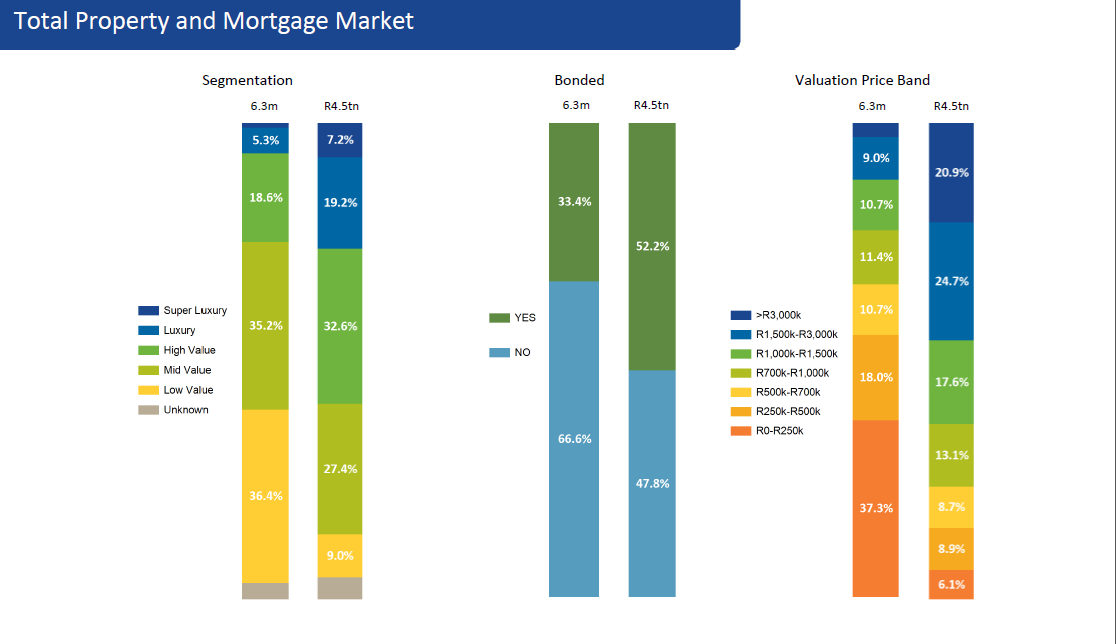 Total Property and Mortgage Market
Segmentation
6.3m
R4.5tn
5.3%
18.6%
35.2%
36.4%
7.2%
19.2%
32.6%
27.4%
9.0%
Super Luxury
Luxury
High Value
Mid Value
Low Value
Unknown
Bonded
6.3m
R4.5tn
33.4%
66.6%
52.2%
47.8%
YES
NO
Valuation Price Band
6.3m
R4.5tn
9.0%
10.7%
11.4%
10.7%
18.0%
37.3%
20.9%
24.7%
17.6%
13.1%
8.7%
8.9%
6.1%
>R3,000k
R1,500k-R3,000k
R1,000k-R1,500k
R700k-R1,000k
R500k-R700k
R250k-R500k
R0-R250k